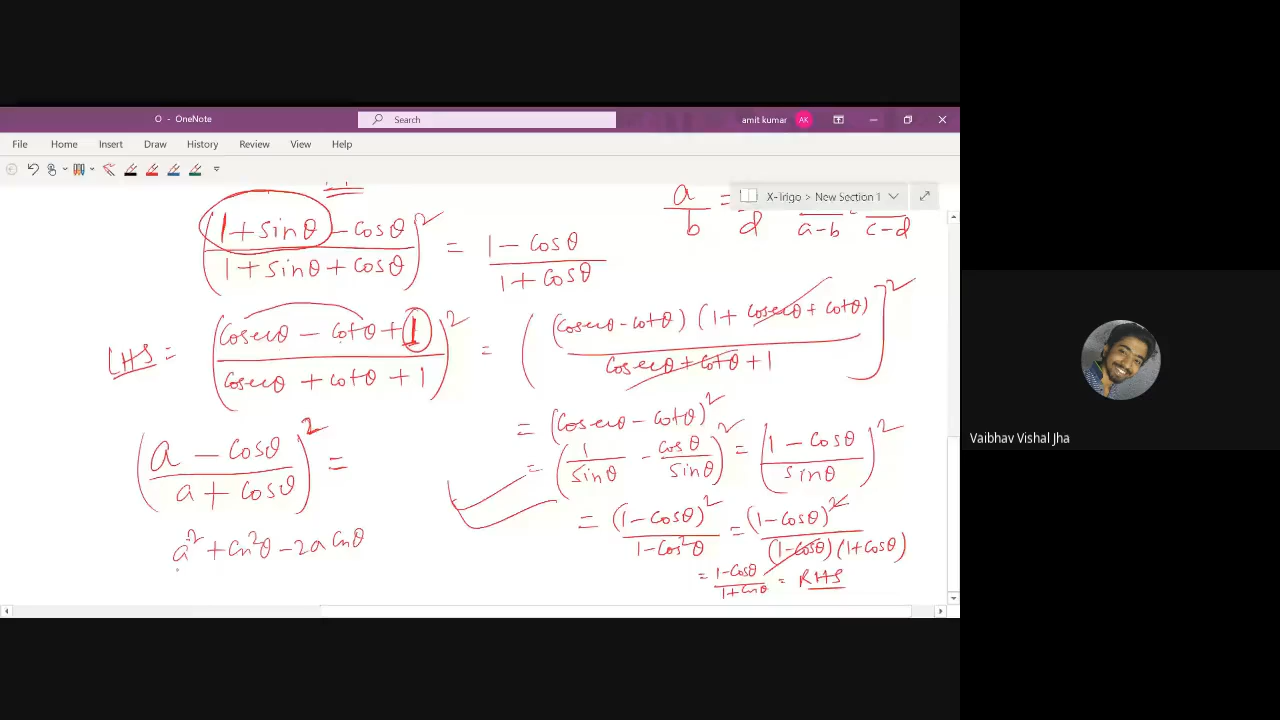 O - OneNote
Search
amit kumar AK
File Home Insert Draw History Review View Help
X-Trigo > New Section 1
a/b = /d a-b c-d
((1+sinθ - cosθ)/(1+sinθ+cosθ))² = (1-cosθ)/(1+cosθ)
LHS = ((cosecθ - cotθ + 1)/(cosecθ + cotθ + 1))² = ((cosecθ - cotθ) (1 + cosecθ + cotθ)/(cosecθ + cotθ + 1)]²
= (cosecθ - cotθ)²
= (1/sinθ - cosθ/sinθ)² = (1 - cosθ/sinθ)²
= (1-cosθ)²/(1-cos²θ) = (1-cosθ)²/((1-cosθ)(1+cosθ))
= (1-cosθ)/(1+cosθ) = RHS
((a - cosθ)/(a + cosθ))² =
a² + cos²θ - 2a cosθ
Vaibhav Vishal Jha